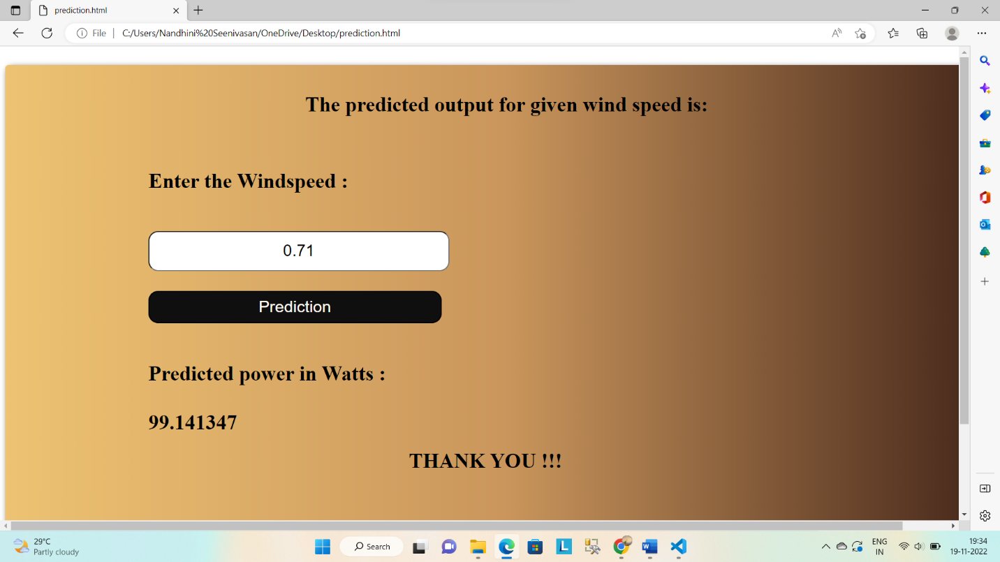 prediction.html
File
C:/Users/Nandhini%20Seenivasan/OneDrive/Desktop/prediction.html
The predicted output for given wind speed is:
Enter the Windspeed :
0.71
Prediction
Predicted power in Watts :
99.141347
THANK YOU !!!
29°C
Partly cloudy
Search
ENG
IN
19:34
19-11-2022